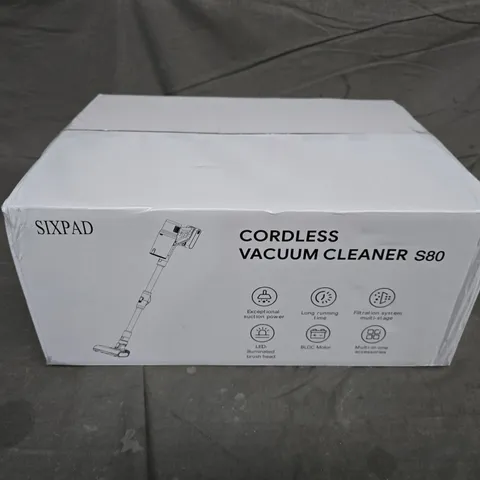 SIXPAD
CORDLESS
VACUUM CLEANER S80
Exceptional
suction power
Long running
time
Filtration system
multi-stage
LED-
illuminated
brush head
BLDC Motor
Multi-in-one
accessories